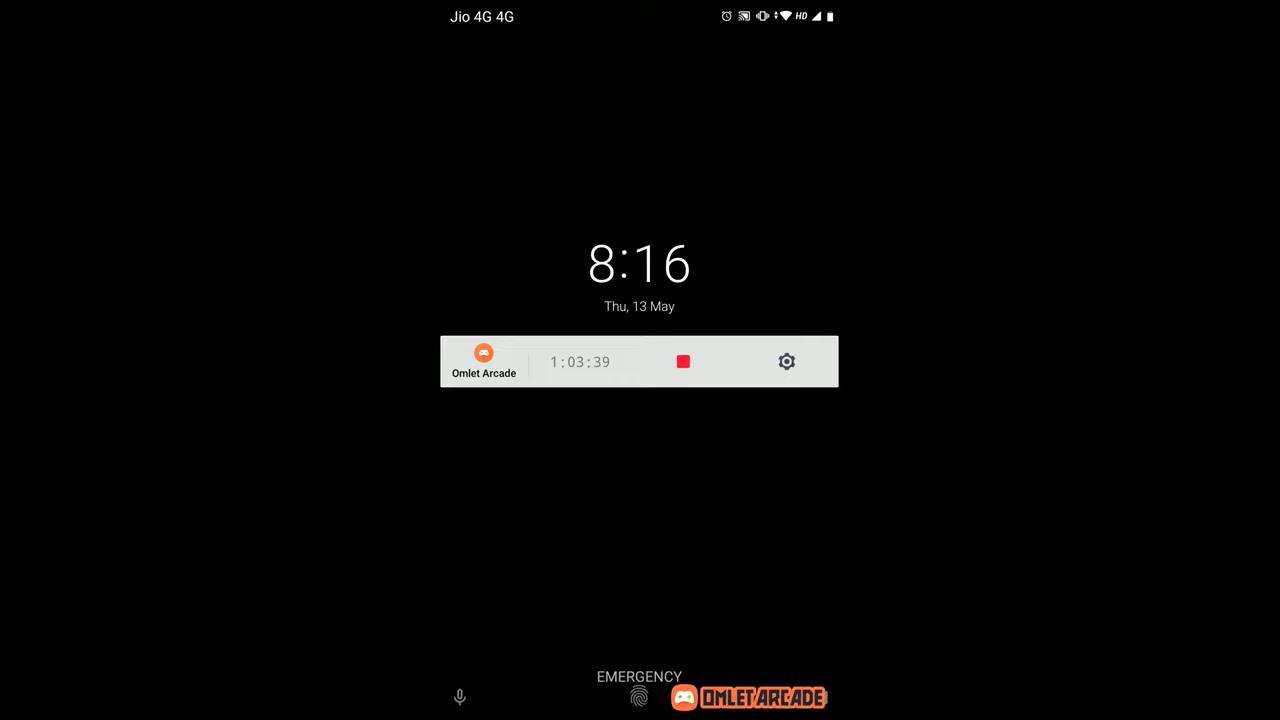 Jio 4G 4G
HD
8:16
Thu, 13 May
Omlet Arcade
1:03:39
EMERGENCY
OMLET ARCADE